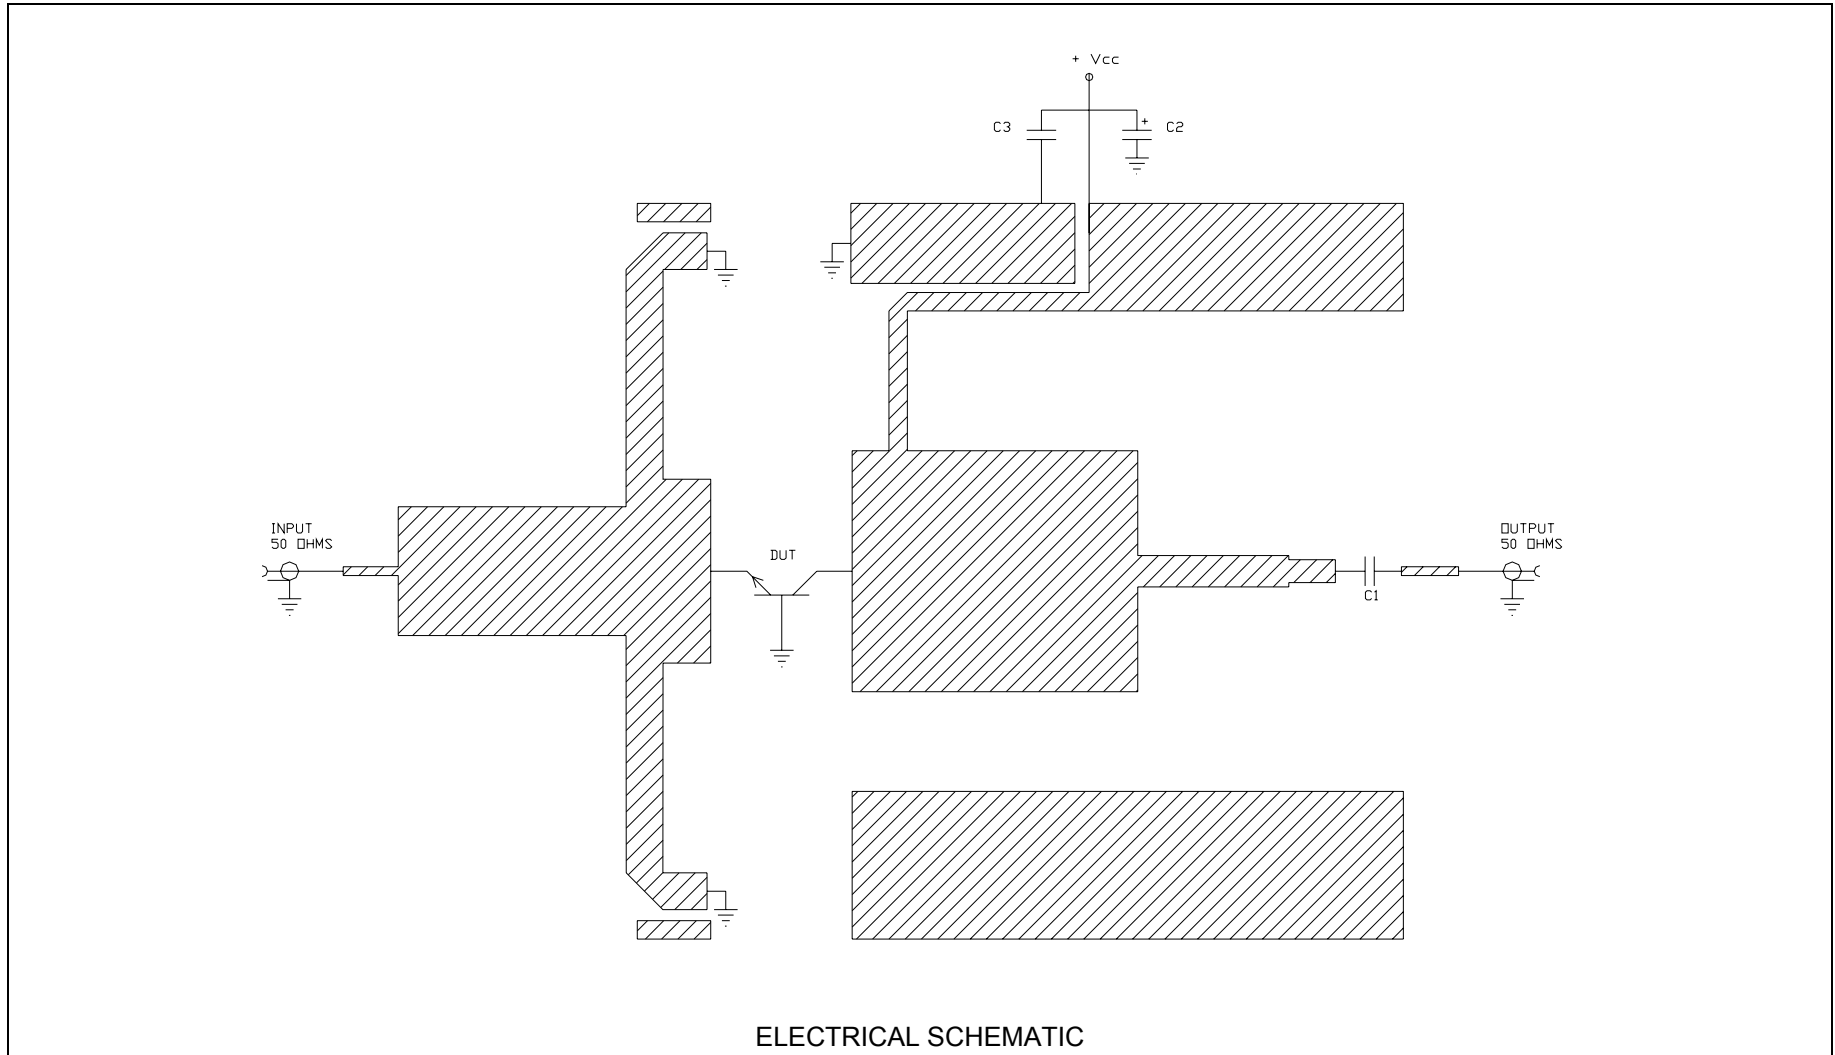 + Vcc
C3
+
C2
INPUT
50 OHMS
DUT
OUTPUT
50 OHMS
C1
ELECTRICAL SCHEMATIC